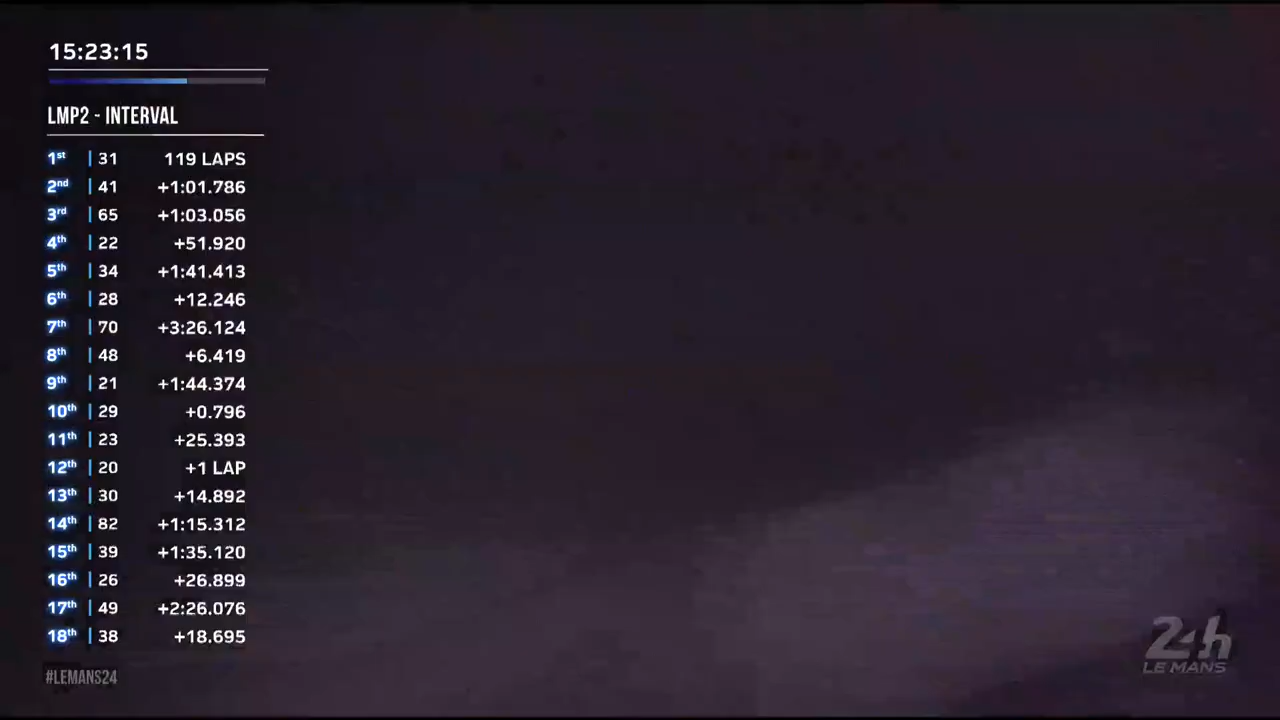 15:23:15
LMP2 - INTERVAL
1st | 31 119 LAPS
2nd | 41 +1:01.786
3rd | 65 +1:03.056
4th | 22 +51.920
5th | 34 +1:41.413
6th | 28 +12.246
7th | 70 +3:26.124
8th | 48 +6.419
9th | 21 +1:44.374
10th | 29 +0.796
11th | 23 +25.393
12th | 20 +1 LAP
13th | 30 +14.892
14th | 82 +1:15.312
15th | 39 +1:35.120
16th | 26 +26.899
17th | 49 +2:26.076
18th | 38 +18.695
#LEMANS24
24h
LE MANS